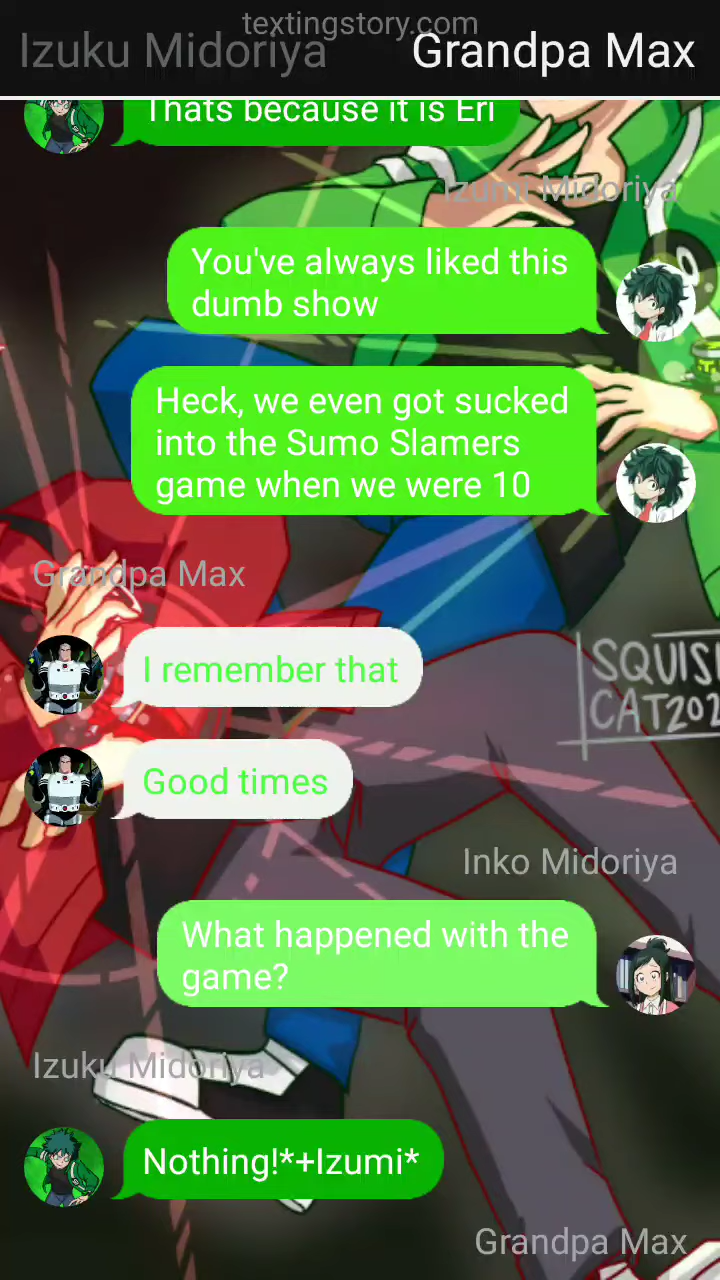 textingstory.com
Izuku Midoriya
Grandpa Max
Thats because it is Eri
Izumi Midoriya
You've always liked this
dumb show
Heck, we even got sucked
into the Sumo Slamers
game when we were 10
Grandpa Max
I remember that
SQUIS
CAT202
Good times
Inko Midoriya
What happened with the
game?
Izuku Midoriya
Nothing!*+Izumi*
Grandpa Max